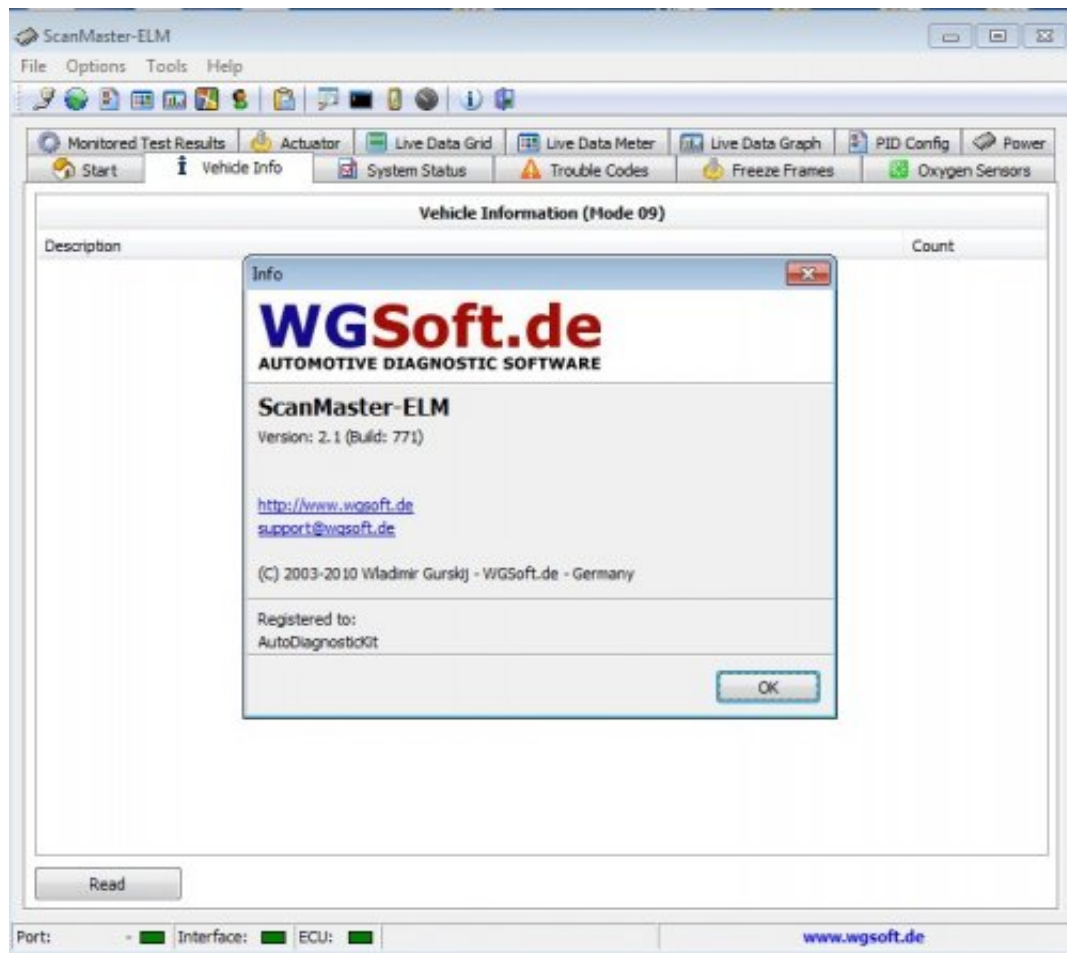 ScanMaster-ELM
File Options Tools Help
Monitored Test Results Actuator Live Data Grid Live Data Meter Live Data Graph PID Config Power
Start Vehicle Info System Status Trouble Codes Freeze Frames Oxygen Sensors
Vehicle Information (Mode 09)
Description Count
Info
WGSoft.de
AUTOMOTIVE DIAGNOSTIC SOFTWARE
ScanMaster-ELM
Version: 2.1 (Build: 771)
http://www.wgsoft.de
support@wgsoft.de
(C) 2003-2010 Wladimir Gurskij - WGSoft.de - Germany
Registered to:
AutoDiagnosticKit
OK
Read
Port: - Interface: ECU: www.wgsoft.de